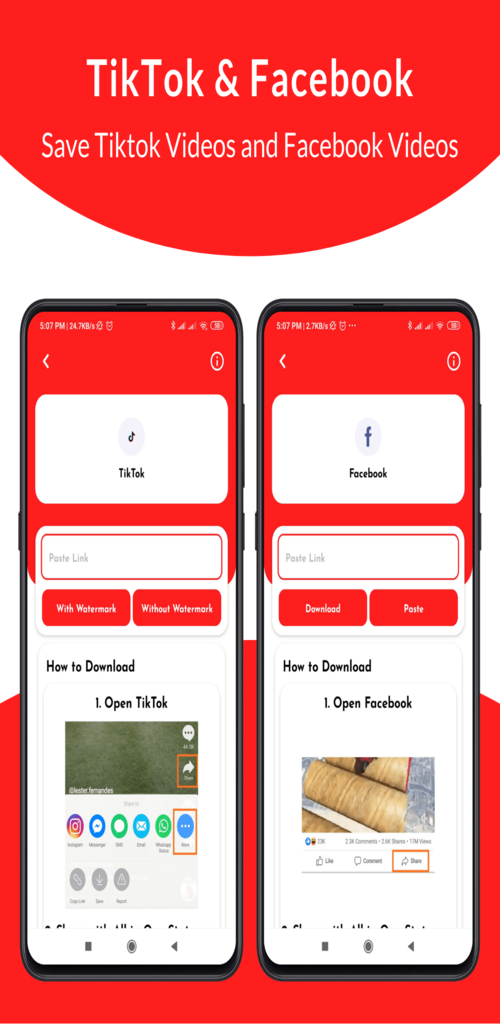 TikTok & Facebook
Save Tiktok Videos and Facebook Videos
5:07 PM | 24.7KB/s
58
TikTok
Paste Link
With Watermark
Without Watermark
How to Download
1. Open TikTok
44.0K
Share
@lester.fernandes
Share to
Instagram
Messenger
SMS
Email
Whatsapp
Status
More
Copy Link
Save
Report
5:07 PM | 2.7KB/s
58
Facebook
Paste Link
Download
Paste
How to Download
1. Open Facebook
23K
2.3K Comments • 2.6K Shares • 17M Views
Like
Comment
Share